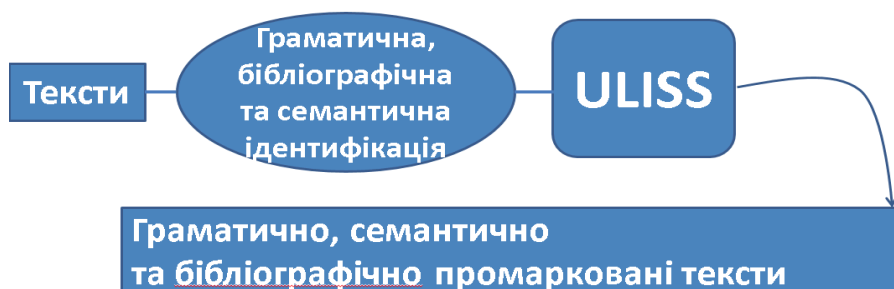 Тексти
Граматична,
бібліографічна
та семантична
ідентифікація
ULISS
Граматично, семантично
та бібліографічно промарковані тексти